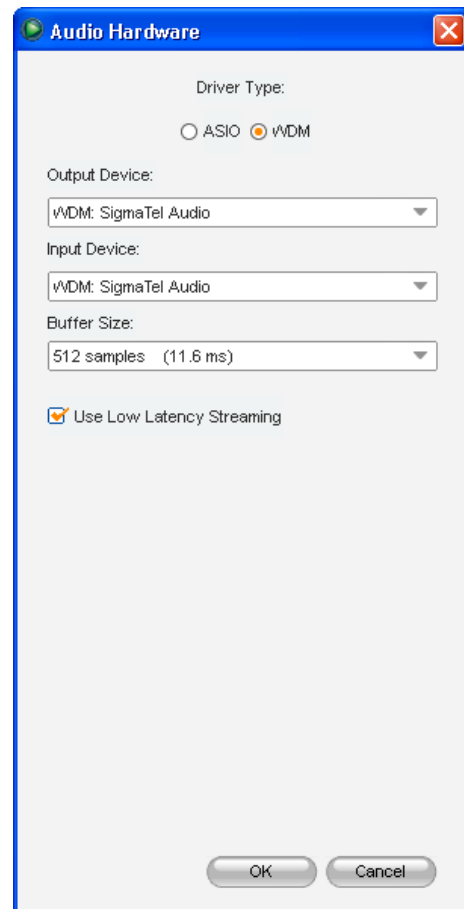 Audio Hardware
Driver Type:
ASIO WDM
Output Device:
WDM: SigmaTel Audio
Input Device:
WDM: SigmaTel Audio
Buffer Size:
512 samples (11.6 ms)
Use Low Latency Streaming
OK Cancel